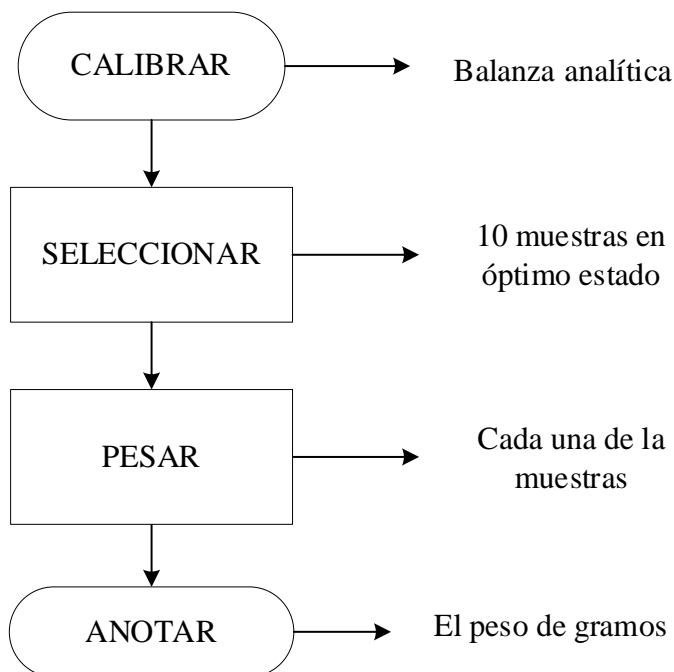 CALIBRAR
Balanza analítica
SELECCIONAR
10 muestras en
óptimo estado
PESAR
Cada una de la
muestras
ANOTAR
El peso de gramos